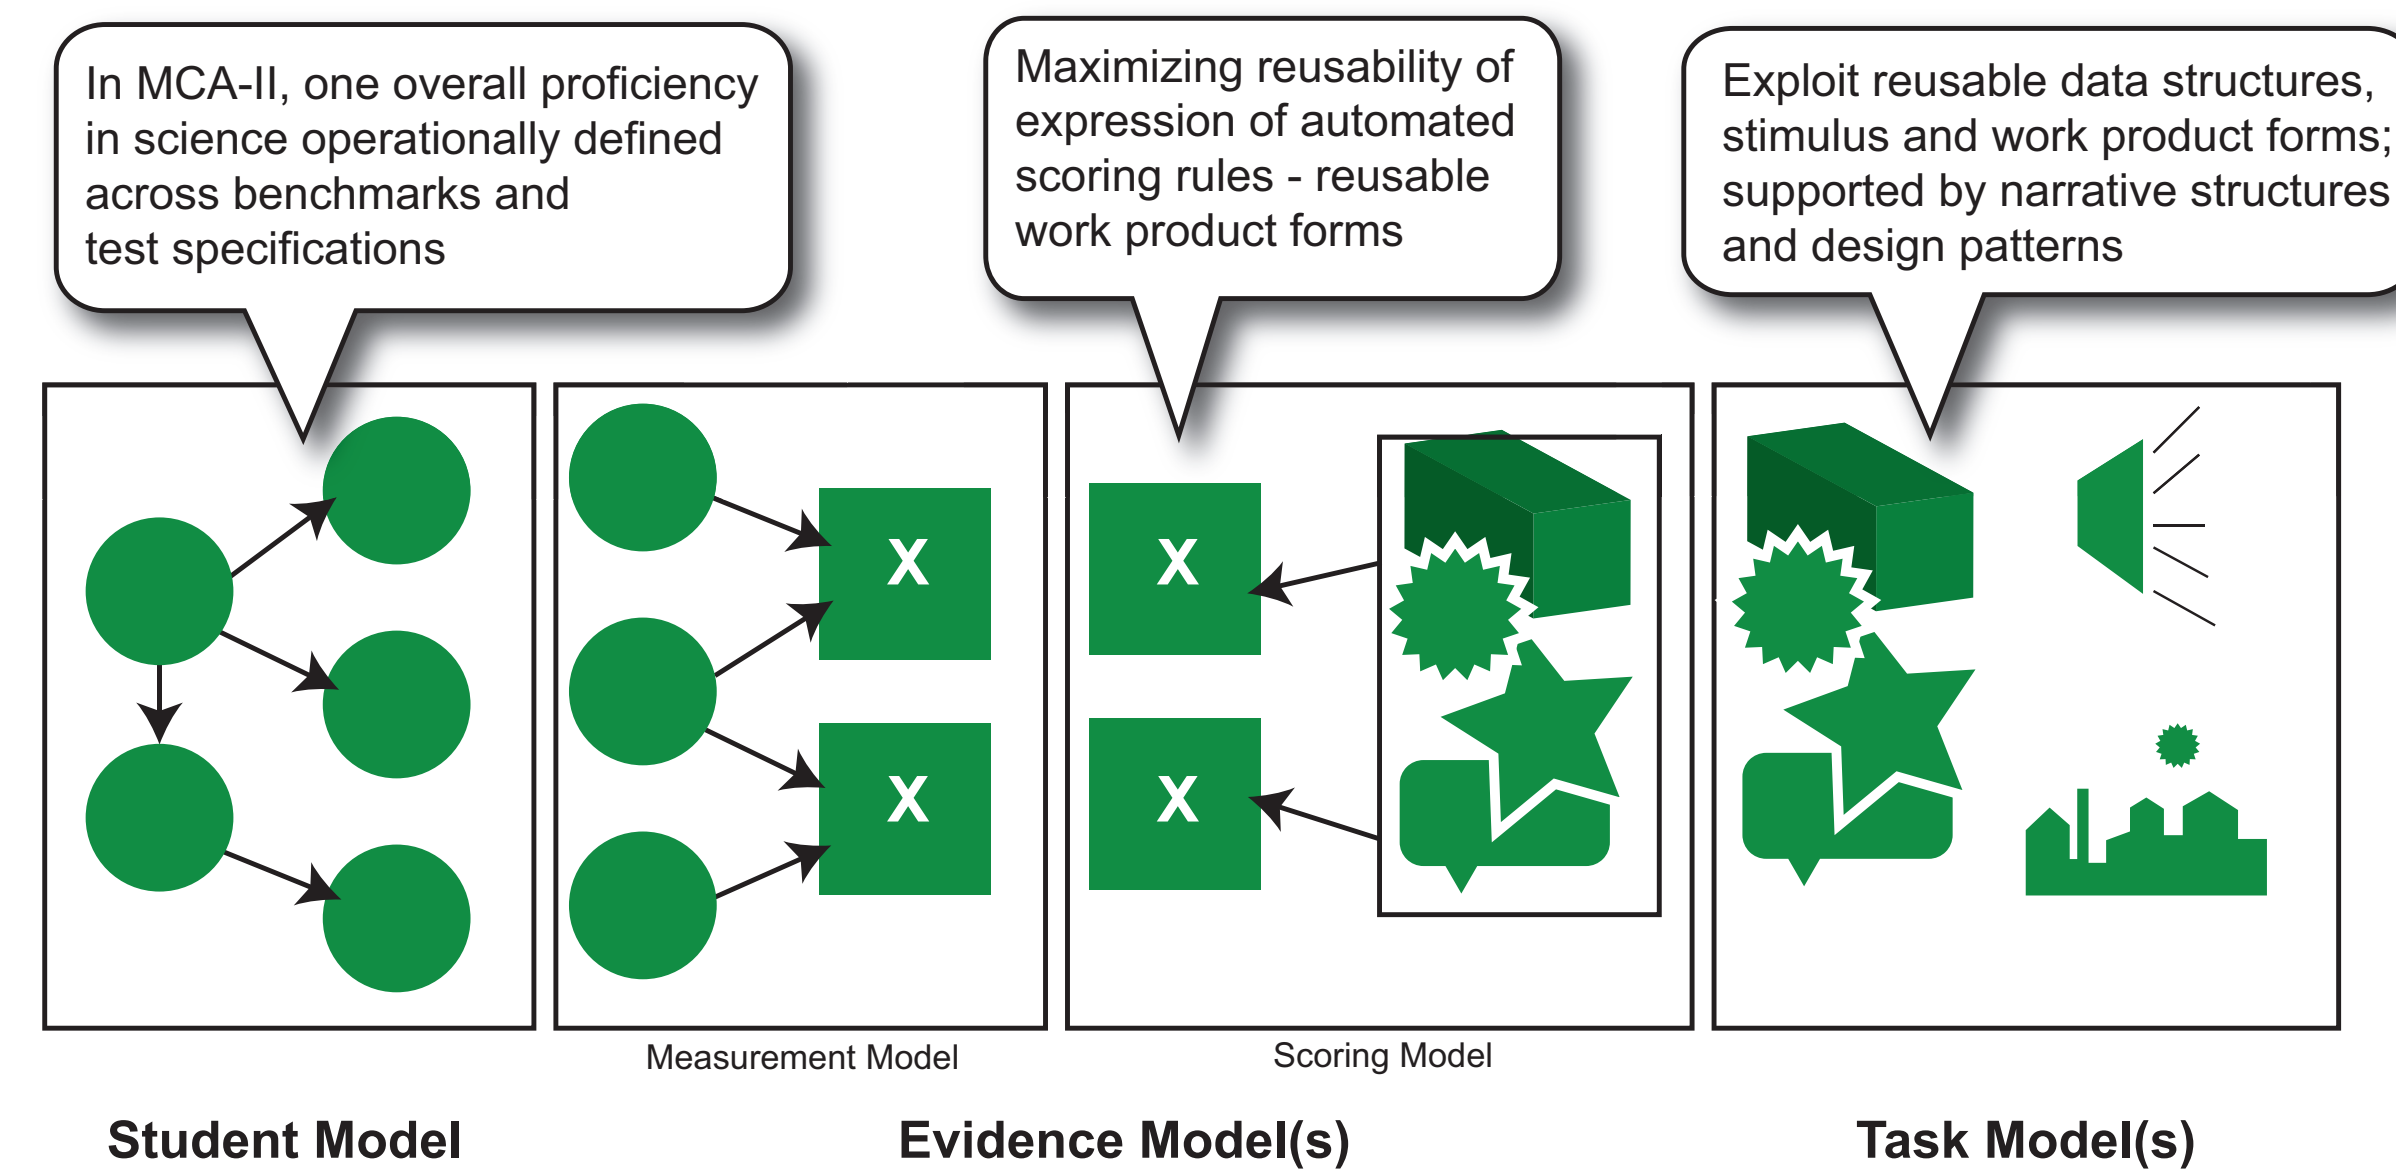 In MCA-II, one overall proficiency
in science operationally defined
across benchmarks and
test specifications
Maximizing reusability of
expression of automated
scoring rules - reusable
work product forms
Exploit reusable data structures,
stimulus and work product forms;
supported by narrative structures
and design patterns
X
X
X
X
Measurement Model
Scoring Model
Student Model
Evidence Model(s)
Task Model(s)